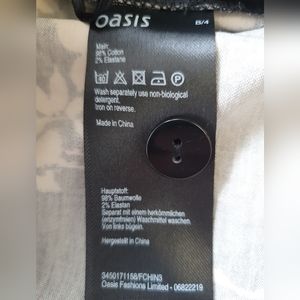 oasis
B/4
Main:
98% Cotton
2% Elastane
40
P
Wash separately use non-biological
detergent.
Iron on reverse.
Made in China
Hauptstoff:
98% Baumwolle
2% Elastan
Separat mit einem herkömmlichen
(enzymfreien) Waschmittel waschen.
Von links bügeln.
Hergestellt in China
3450171158/FCHIN3
Oasis Fashions Limited - 06822219